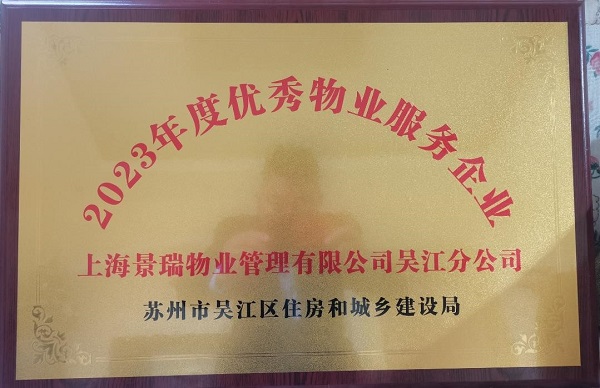 2023年度优秀物业服务企业
上海景瑞物业管理有限公司吴江分公司
苏州市吴江区住房和城乡建设局